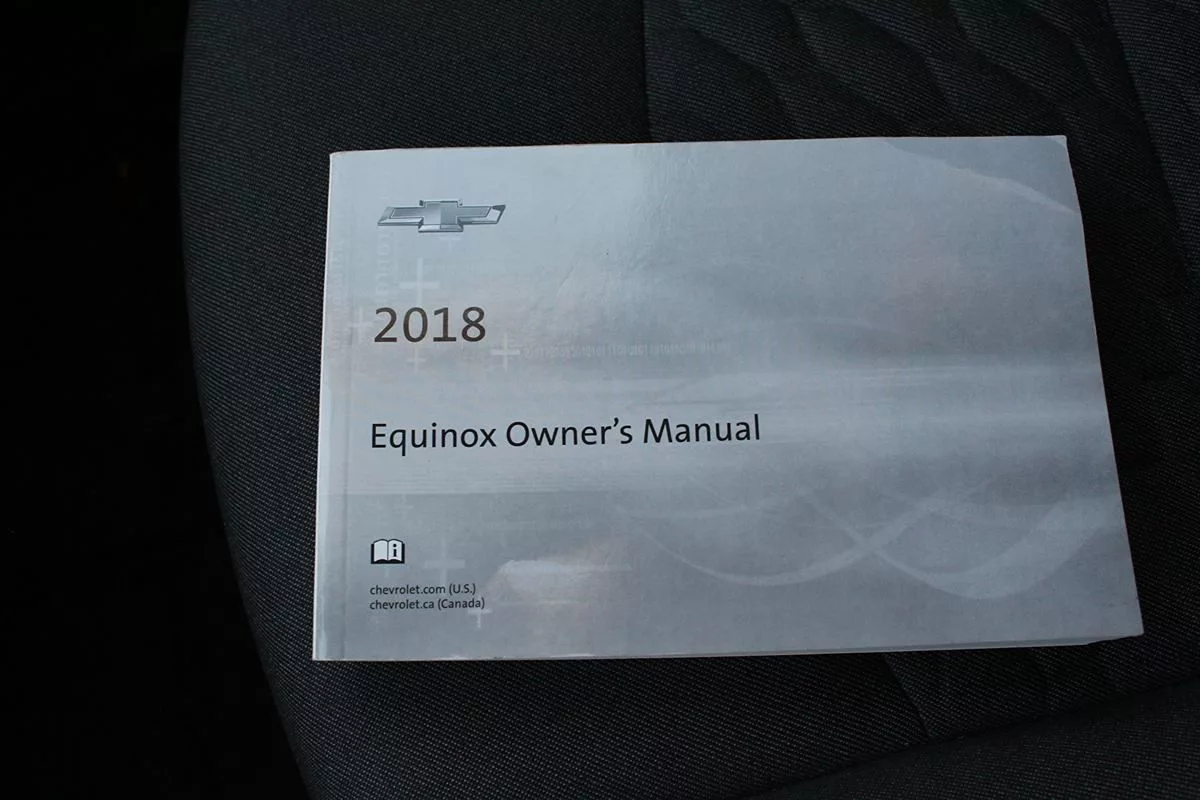 2018
Equinox Owner's Manual
i
chevrolet.com (U.S.)
chevrolet.ca (Canada)